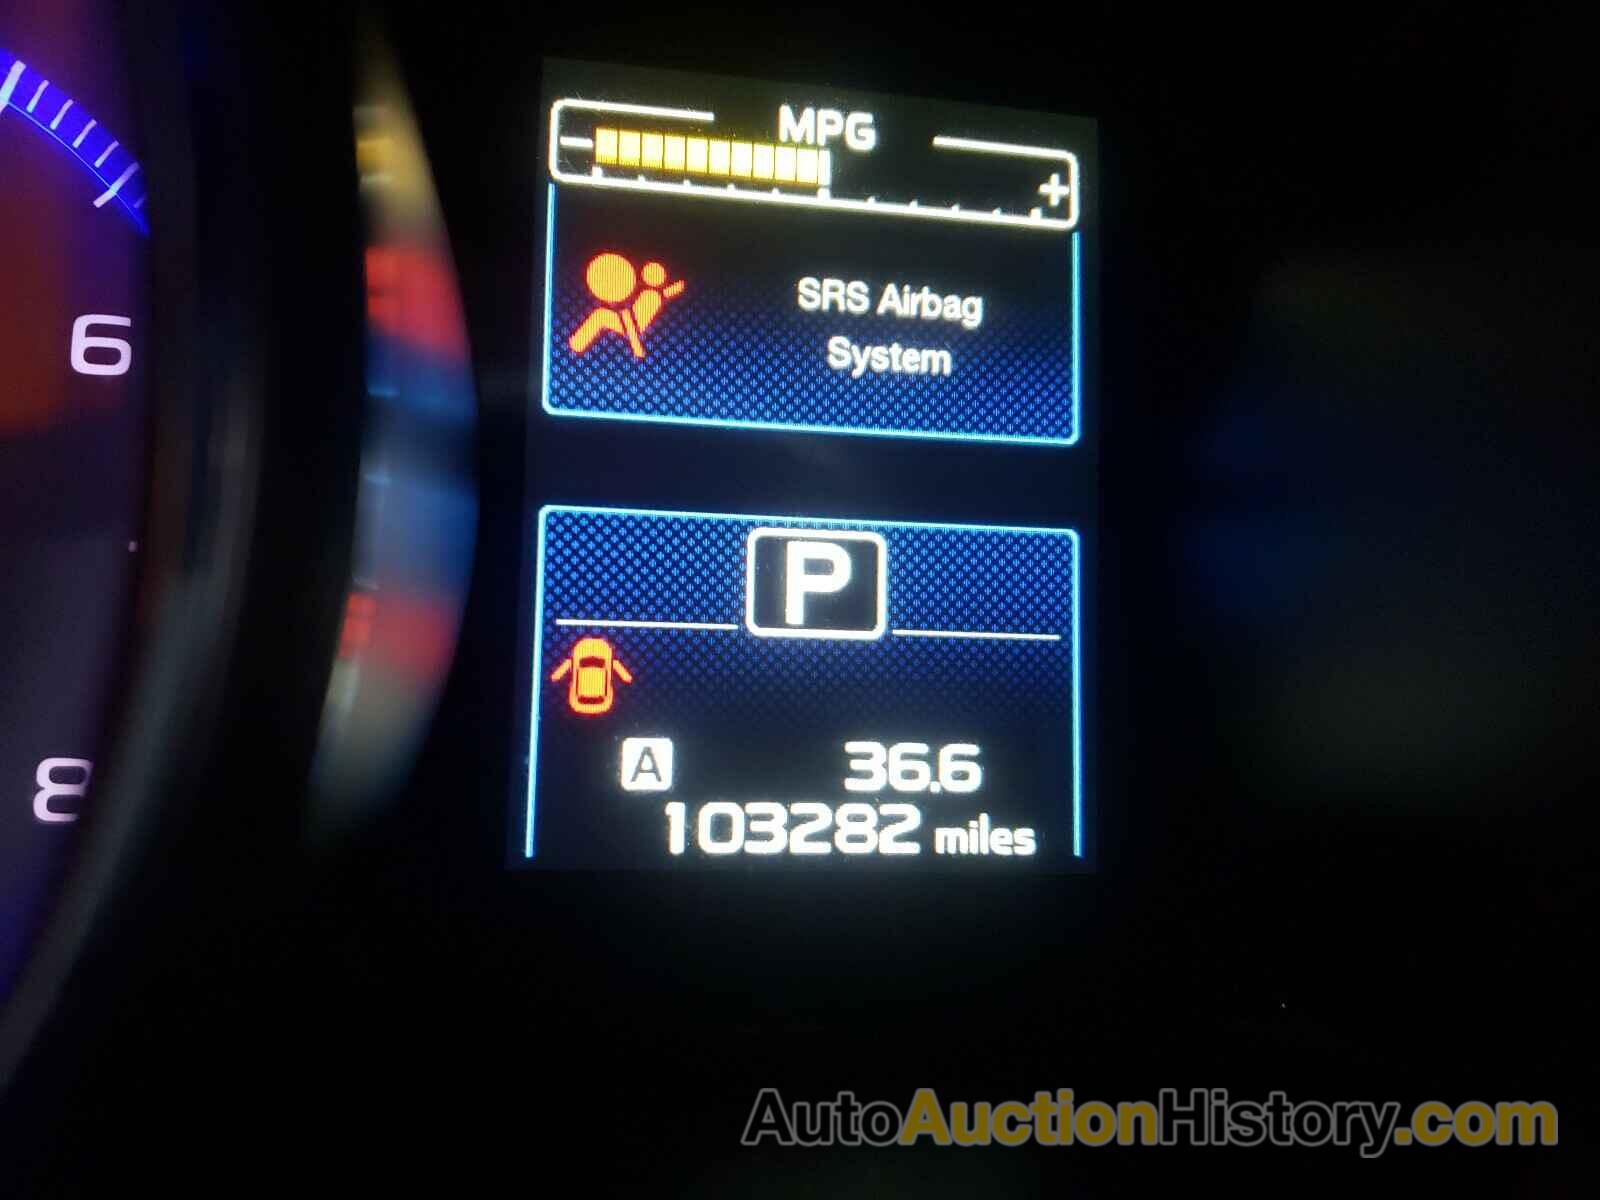 MPG
- +
SRS Airbag
System
6
P
A 36.6
8
103282 miles
AutoAuctionHistory.com